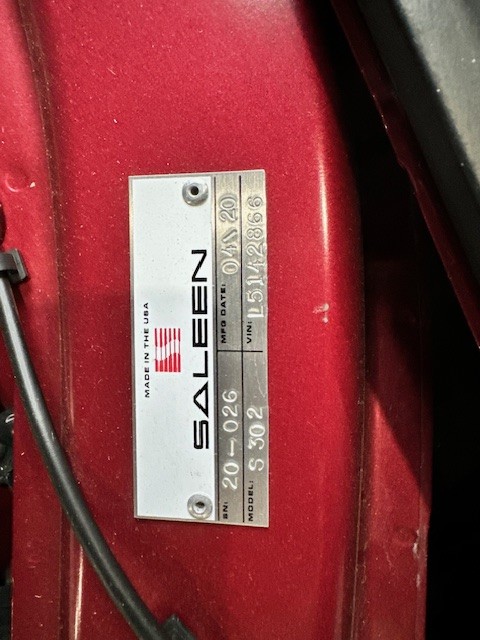 MADE IN THE USA
SALEEN
SN: 20-026 MFG DATE: 04\20
MODEL: S302 VIN: L5142866